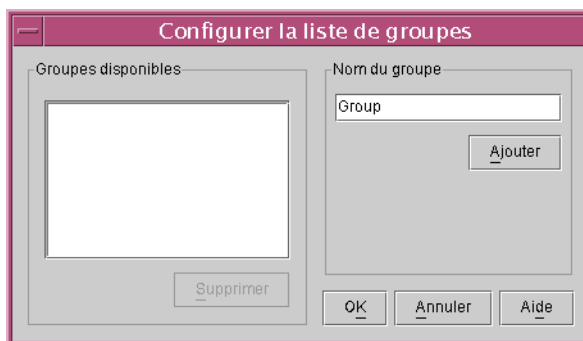 Configurer la liste de groupes
Groupes disponibles
Supprimer
Nom du groupe
Group
Ajouter
OK
Annuler
Aide